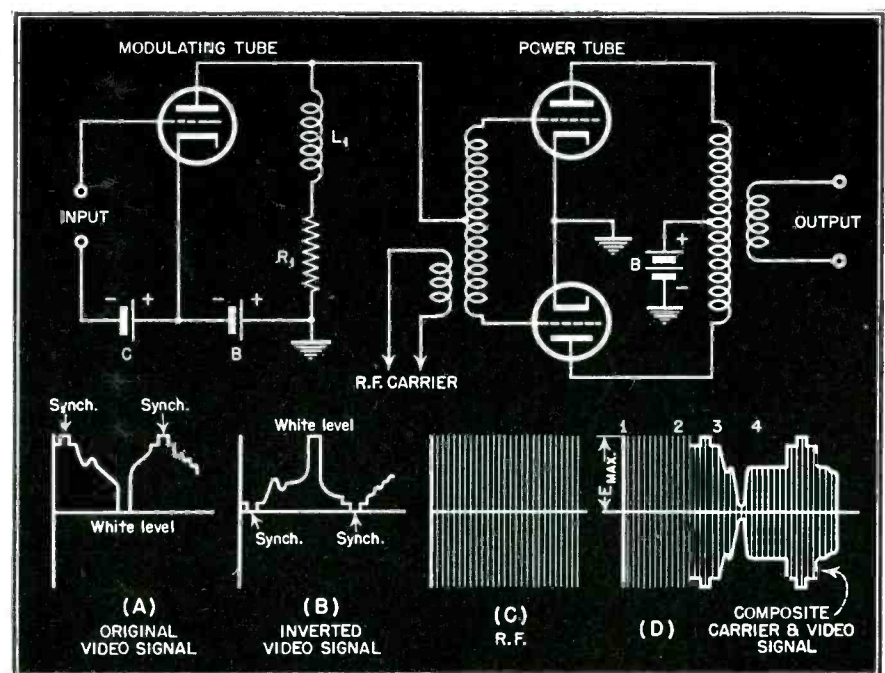 MODULATING TUBE
POWER TUBE
L1
INPUT
R1
- +
- +
C
B
R.F. CARRIER
B
+
-
OUTPUT
Synch.
Synch.
White level
(A)
ORIGINAL
VIDEO SIGNAL
White level
Synch.
Synch.
(B)
INVERTED
VIDEO SIGNAL
(C)
R.F.
1 2 3 4
E MAX.
(D)
COMPOSITE
CARRIER & VIDEO
SIGNAL